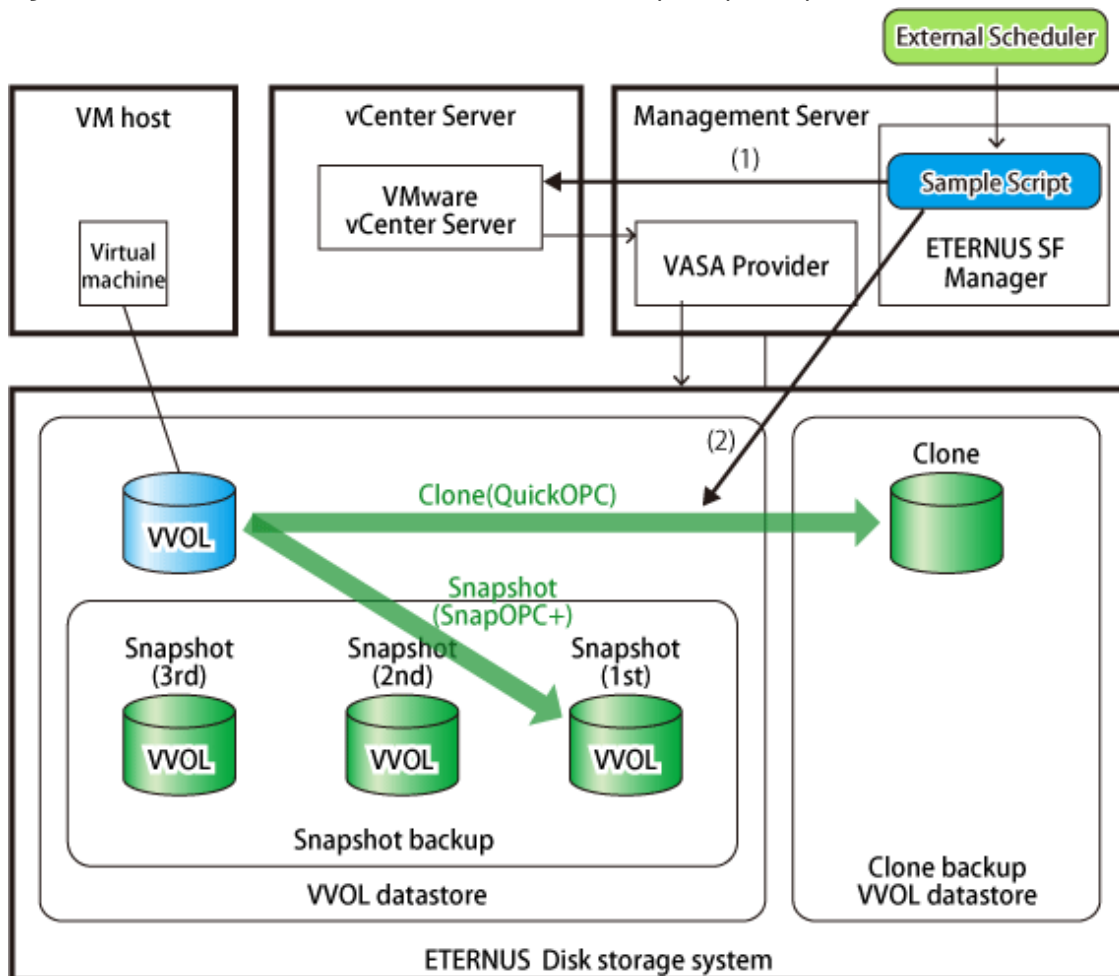 External Scheduler
VM host
vCenter Server
Management Server
(1)
Sample Script
VMware
vCenter Server
Virtual
machine
VASA Provider
ETERNUS SF
Manager
(2)
Clone
Clone(QuickOPC)
VVOL
Snapshot
(SnapOPC+)
Snapshot
(3rd)
Snapshot
(2nd)
Snapshot
(1st)
VVOL
VVOL
VVOL
Snapshot backup
VVOL datastore
Clone backup
VVOL datastore
ETERNUS Disk storage system